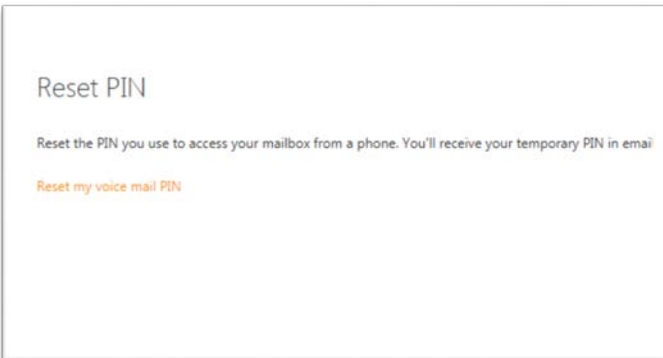 Reset PIN
Reset the PIN you use to access your mailbox from a phone. You'll receive your temporary PIN in emai
Reset my voice mail PIN